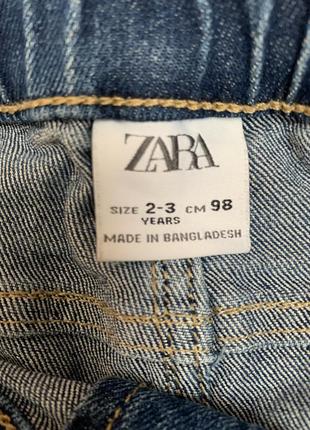 ZARA
SIZE 2-3 CM 98
YEARS
MADE IN BANGLADESH